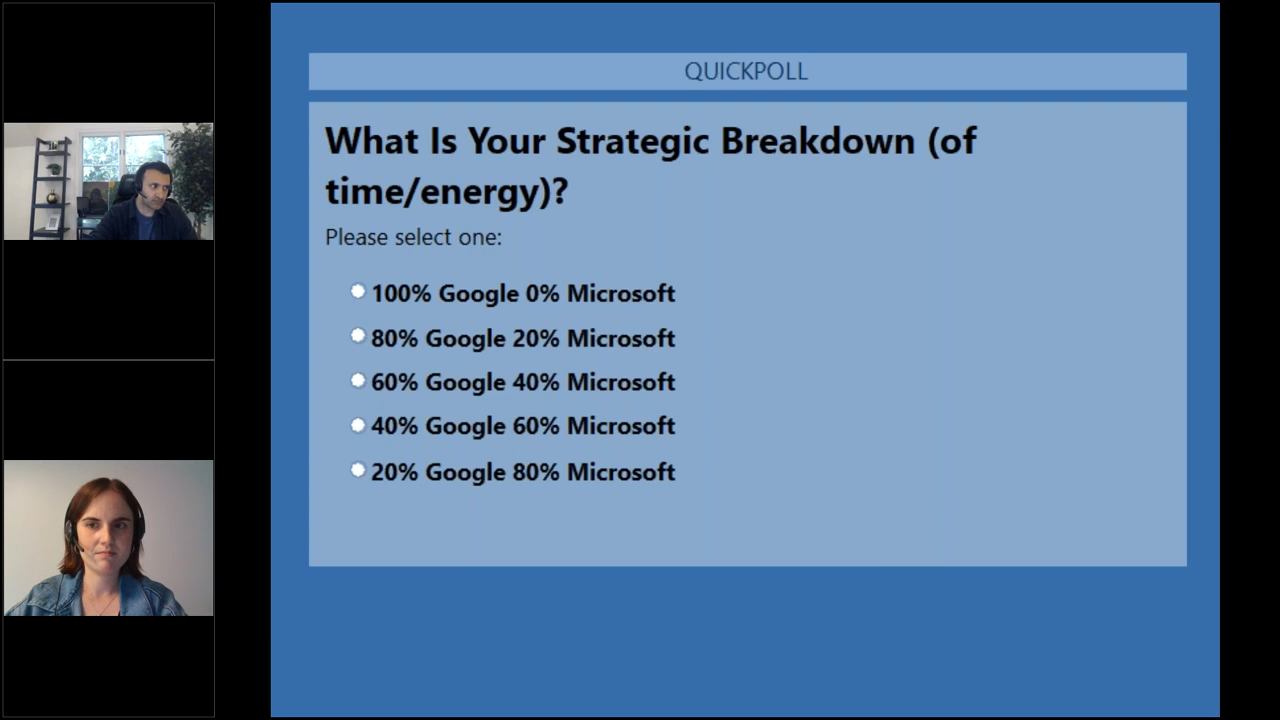 QUICKPOLL
What Is Your Strategic Breakdown (of
time/energy)?
Please select one:
100% Google 0% Microsoft
80% Google 20% Microsoft
60% Google 40% Microsoft
40% Google 60% Microsoft
20% Google 80% Microsoft